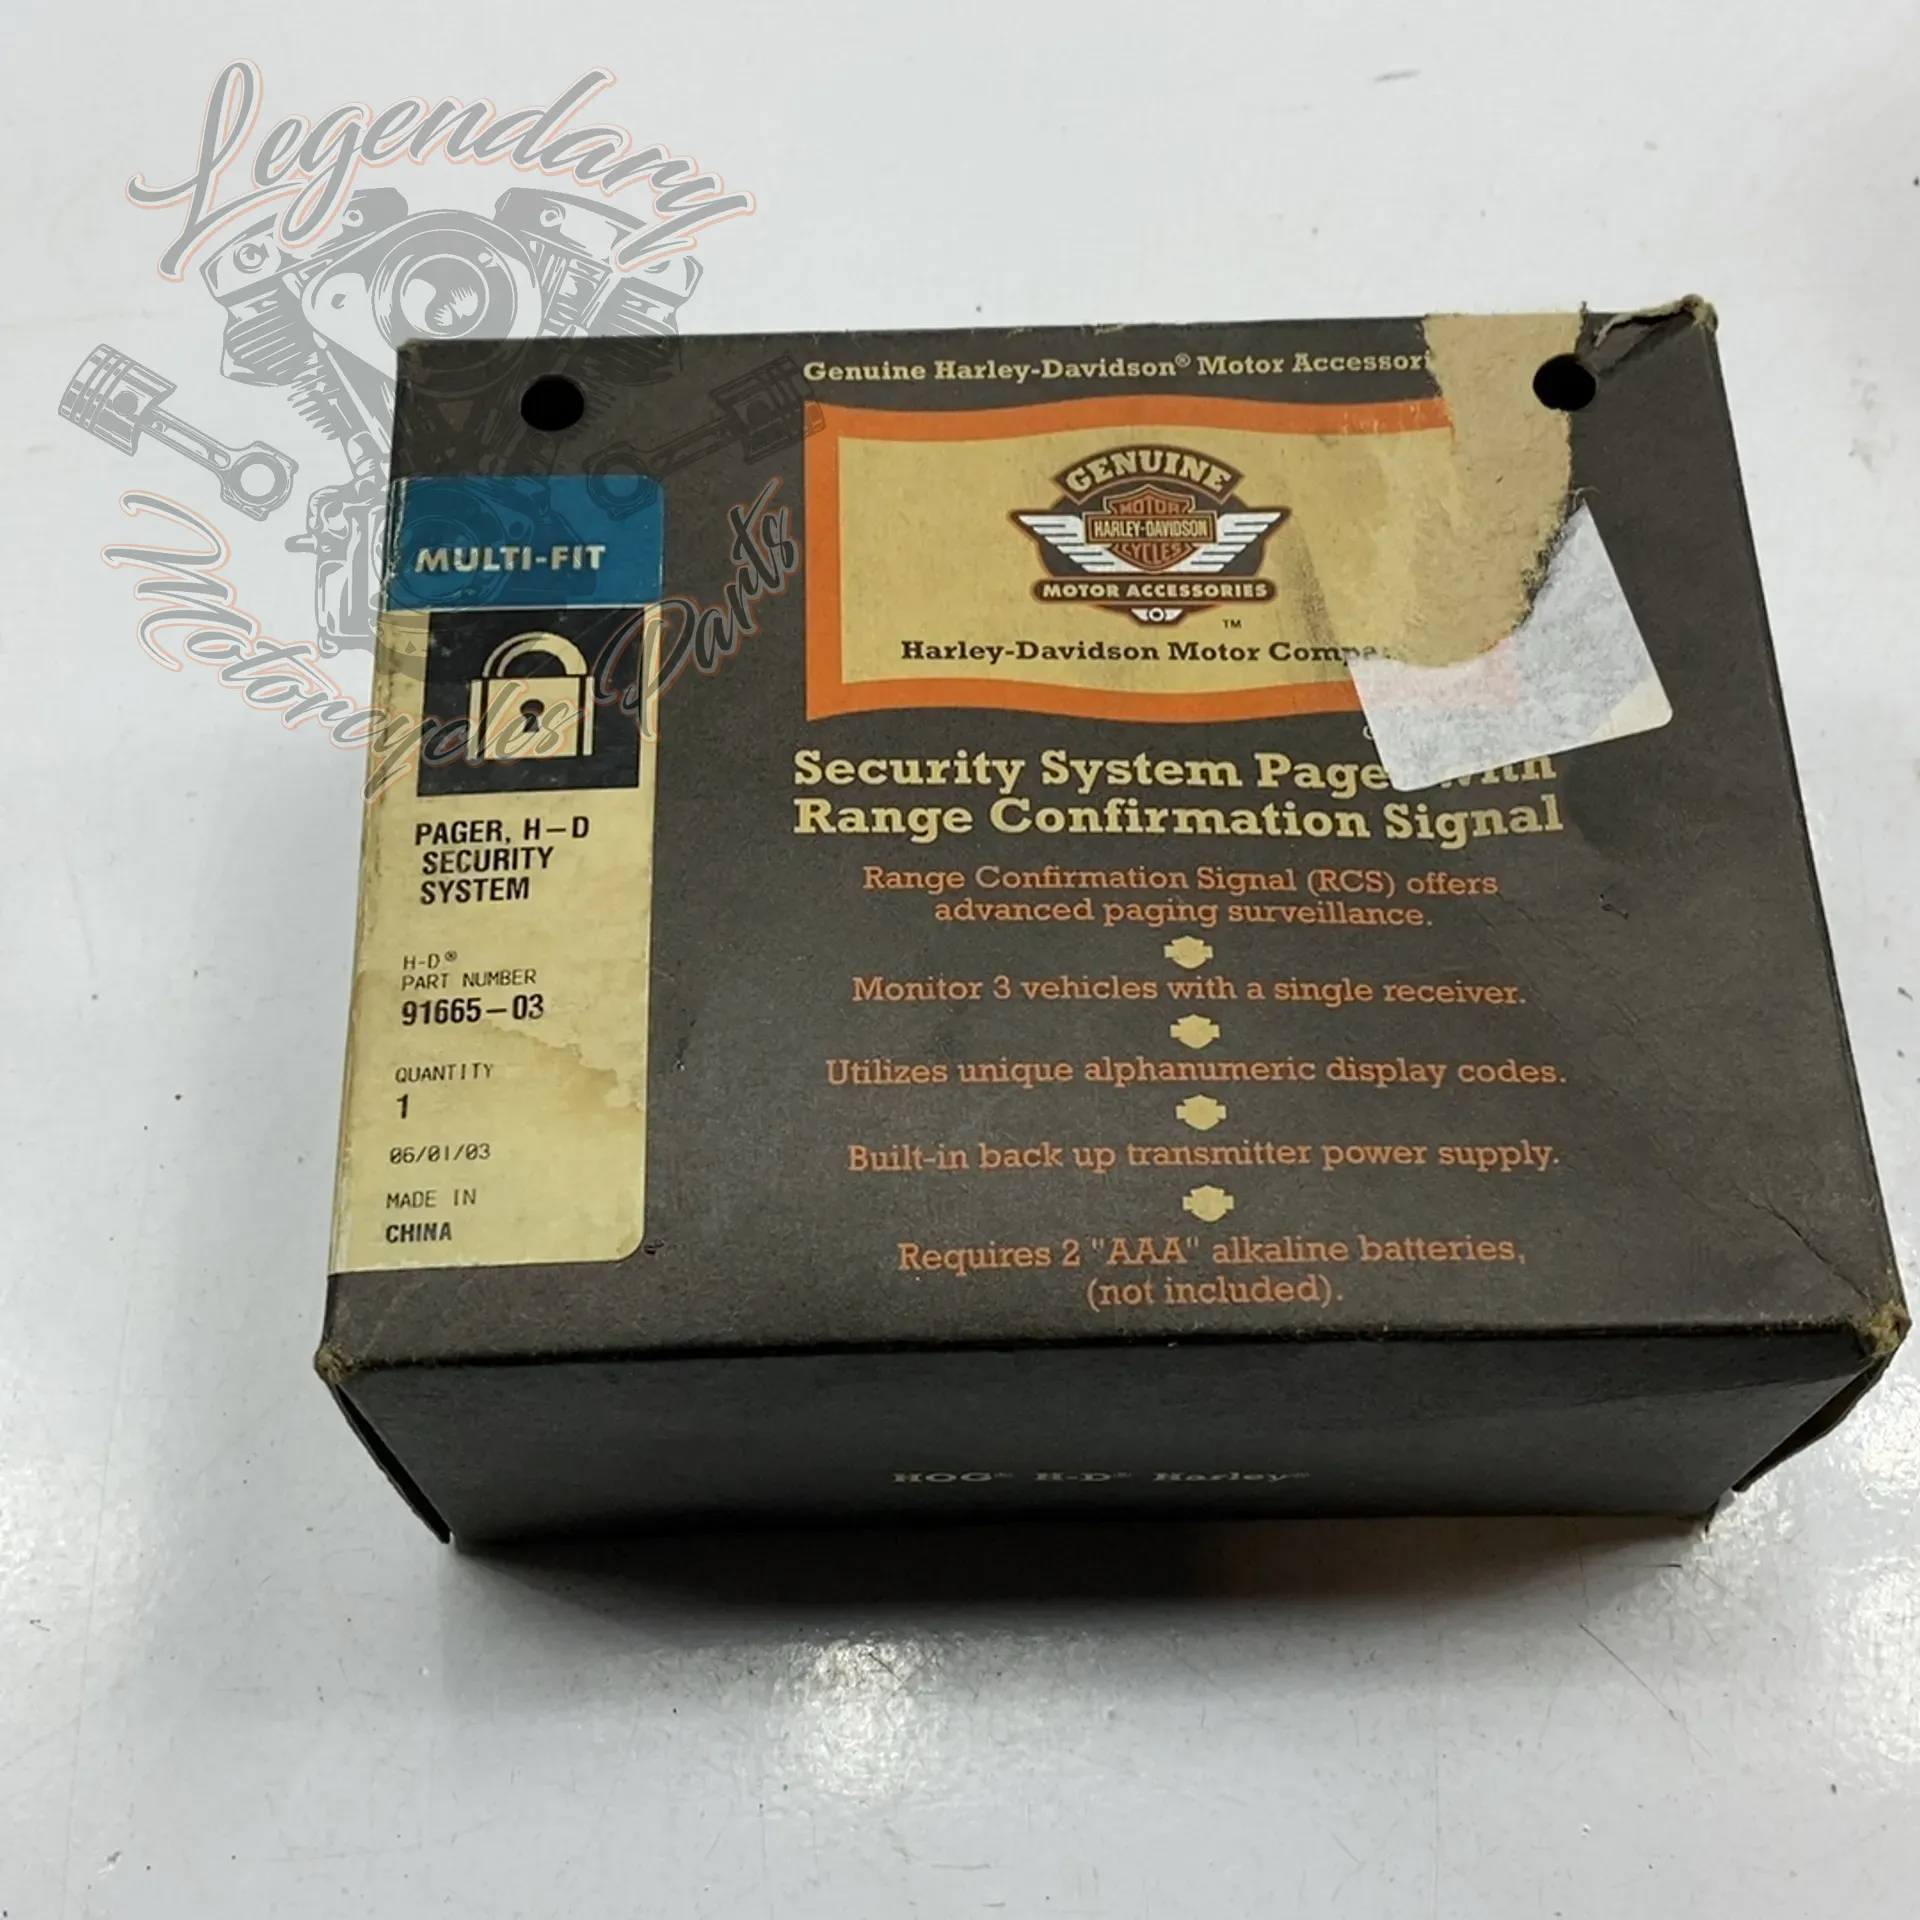 Legendary
Motorcycles Parts
Genuine Harley-Davidson® Motor Accessori
GENUINE
MOTOR
HARLEY-DAVIDSON
CYCLES
MOTOR ACCESSORIES
TM
Harley-Davidson Motor Compa
MULTI-FIT
PAGER, H-D
SECURITY
SYSTEM
H-D®
PART NUMBER
91665-03
QUANTITY
1
06/01/03
MADE IN
CHINA
Security System Page with
Range Confirmation Signal
Range Confirmation Signal (RCS) offers
advanced paging surveillance.
Monitor 3 vehicles with a single receiver.
Utilizes unique alphanumeric display codes.
Built-in back up transmitter power supply.
Requires 2 "AAA" alkaline batteries,
(not included).
HOG® H-D® Harley®